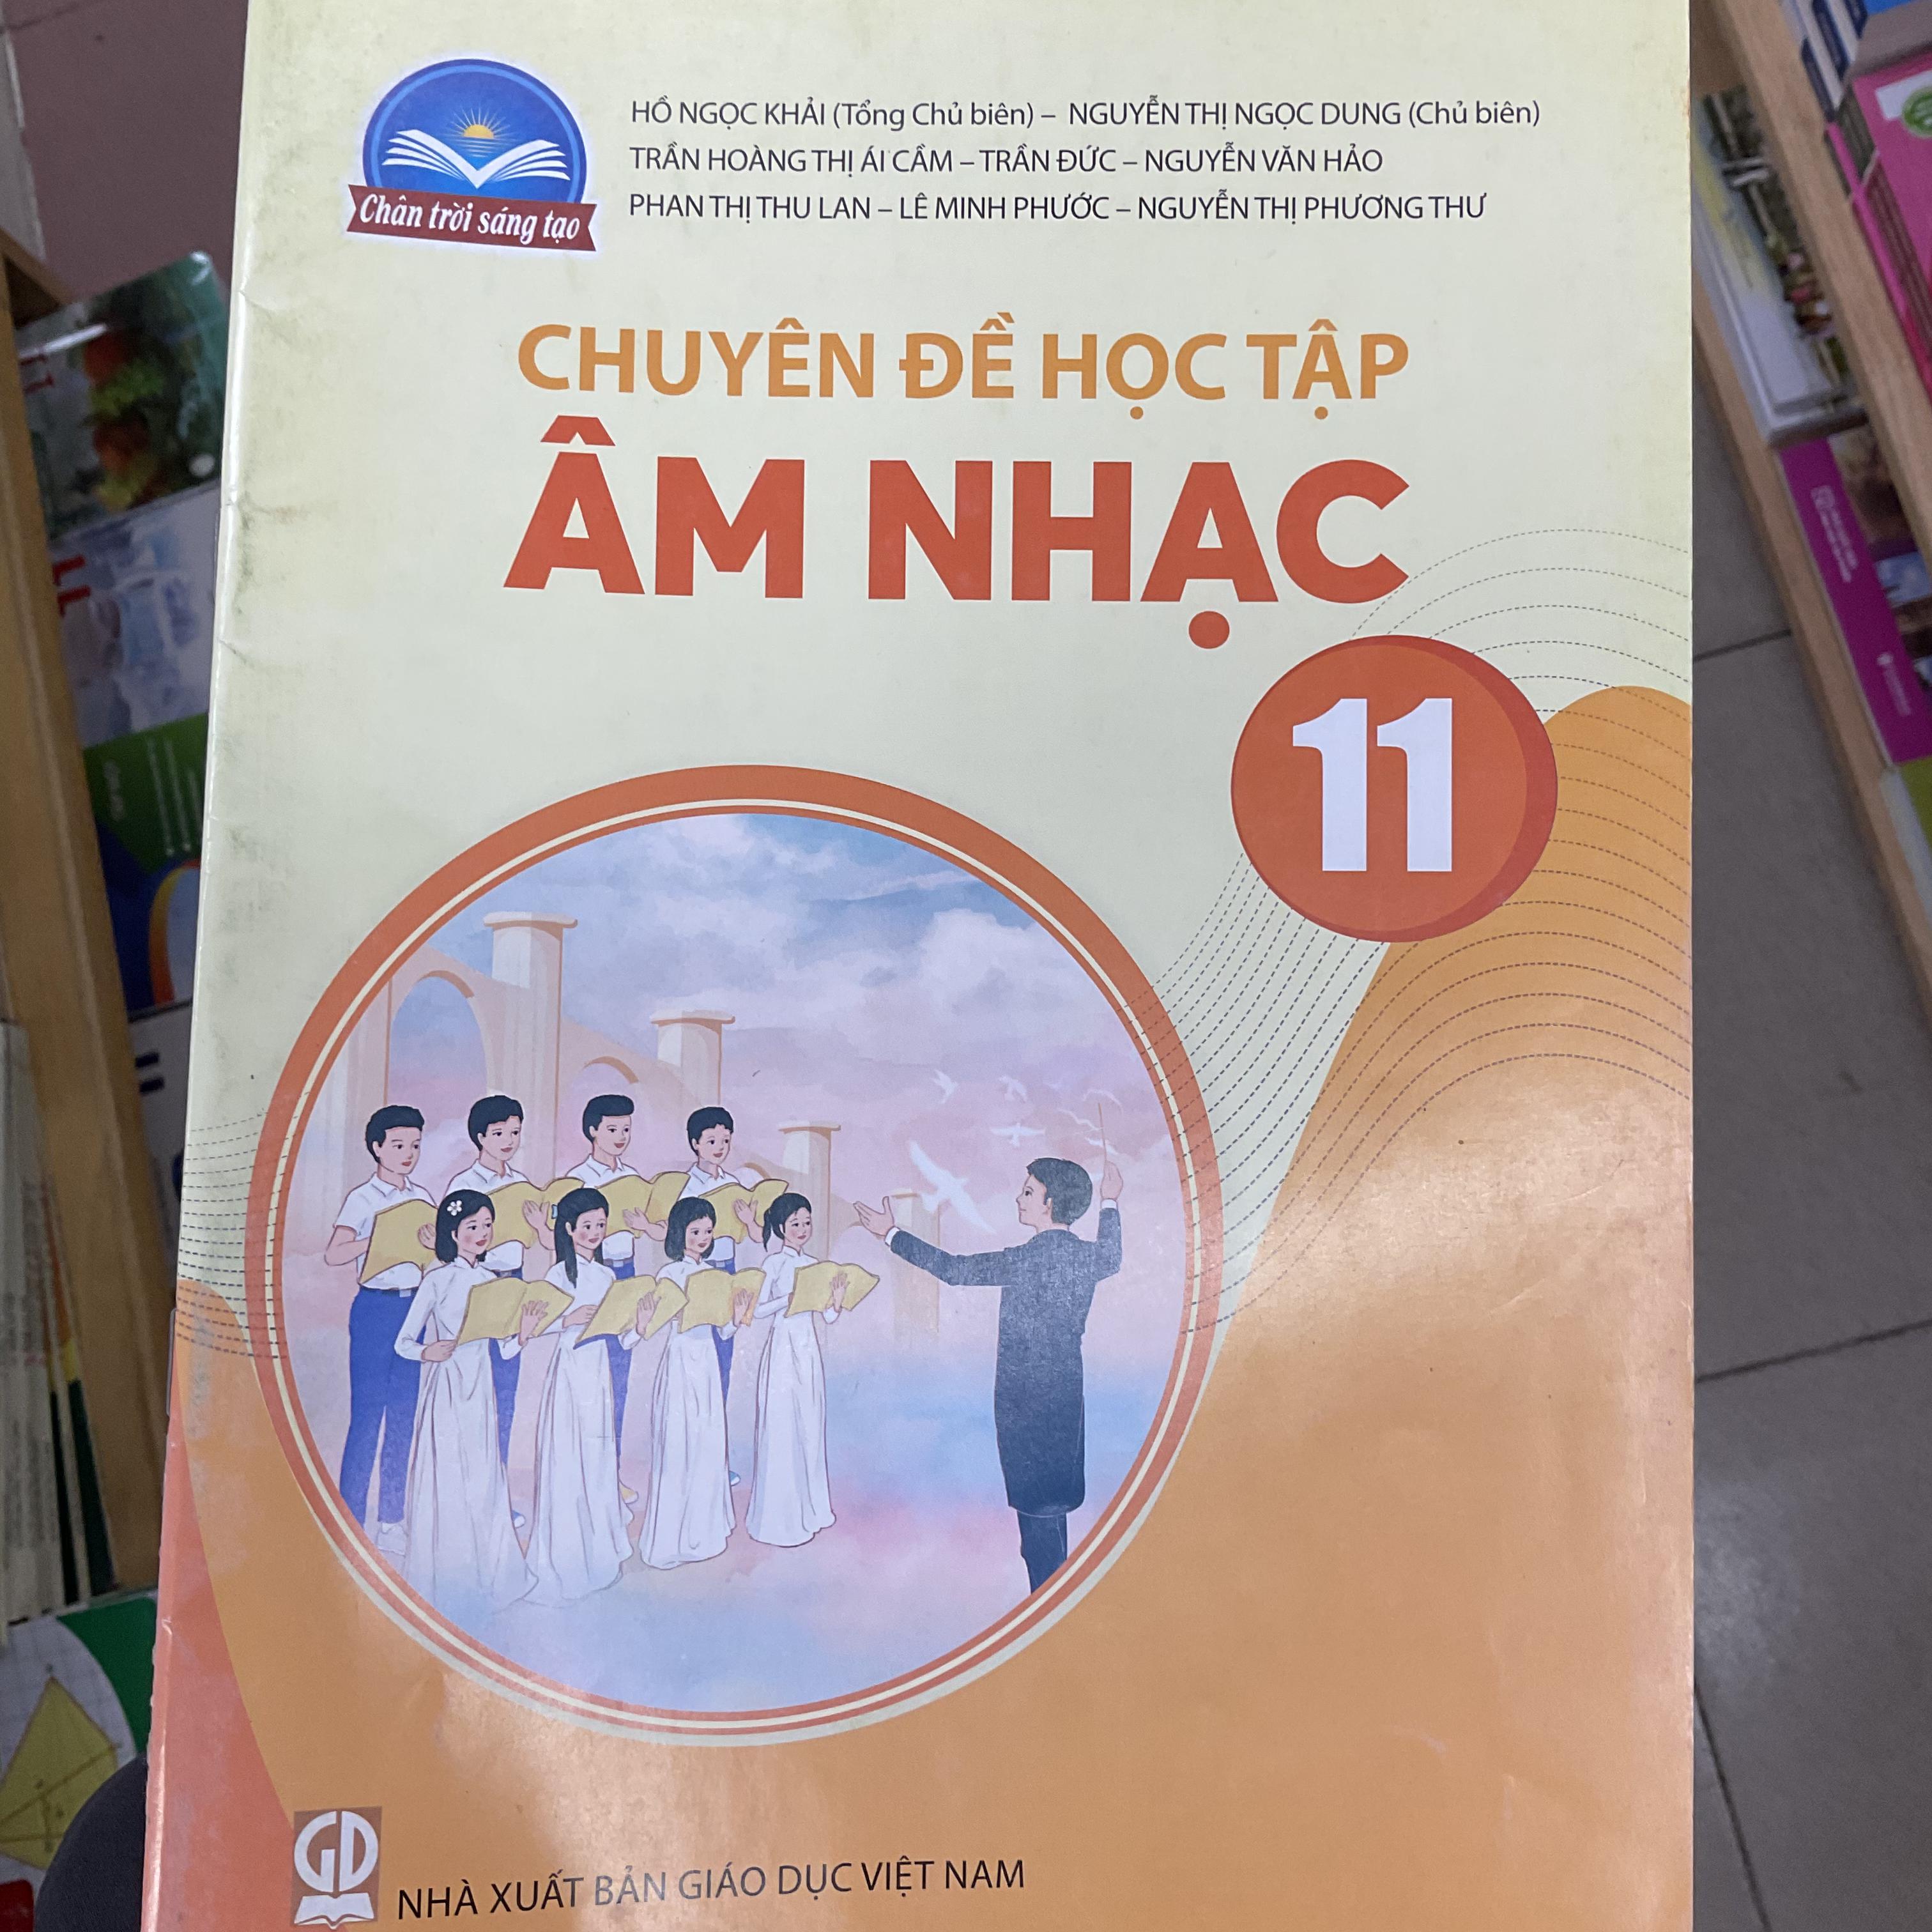 Chân trời sáng tạo
HỒ NGỌC KHẢI (Tổng Chủ biên) – NGUYỄN THỊ NGỌC DUNG (Chủ biên)
TRẦN HOÀNG THỊ ÁI CẦM – TRẦN ĐỨC – NGUYỄN VĂN HẢO
PHAN THỊ THU LAN – LÊ MINH PHƯỚC – NGUYỄN THỊ PHƯƠNG THƯ
CHUYÊN ĐỀ HỌC TẬP
ÂM NHẠC
11
GD
NHÀ XUẤT BẢN GIÁO DỤC VIỆT NAM